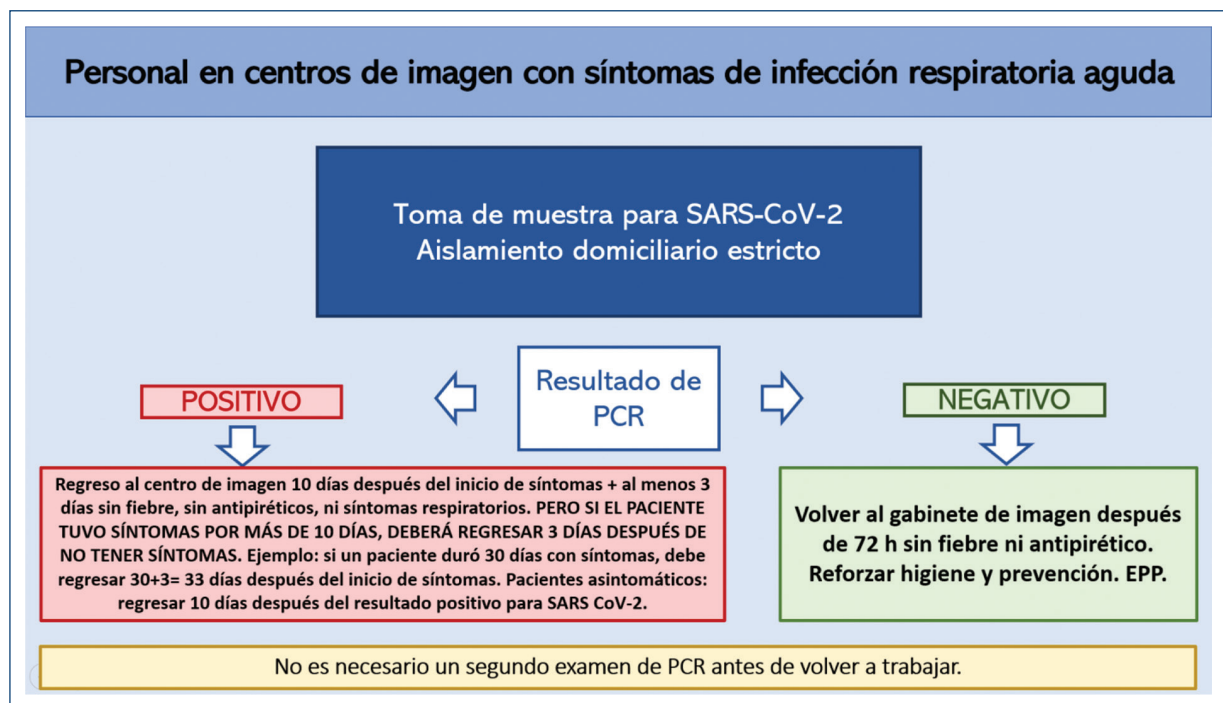 Personal en centros de imagen con síntomas de infección respiratoria aguda
Toma de muestra para SARS-CoV-2
Aislamiento domiciliario estricto
Resultado de
PCR
POSITIVO
NEGATIVO
Regreso al centro de imagen 10 días después del inicio de síntomas + al menos 3
días sin fiebre, sin antipiréticos, ni síntomas respiratorios. PERO SI EL PACIENTE
TUVO SÍNTOMAS POR MÁS DE 10 DÍAS, DEBERÁ REGRESAR 3 DÍAS DESPUÉS DE
NO TENER SÍNTOMAS. Ejemplo: si un paciente duró 30 días con síntomas, debe
regresar 30+3= 33 días después del inicio de síntomas. Pacientes asintomáticos:
regresar 10 días después del resultado positivo para SARS CoV-2.
Volver al gabinete de imagen después
de 72 h sin fiebre ni antipirético.
Reforzar higiene y prevención. EPP.
No es necesario un segundo examen de PCR antes de volver a trabajar.